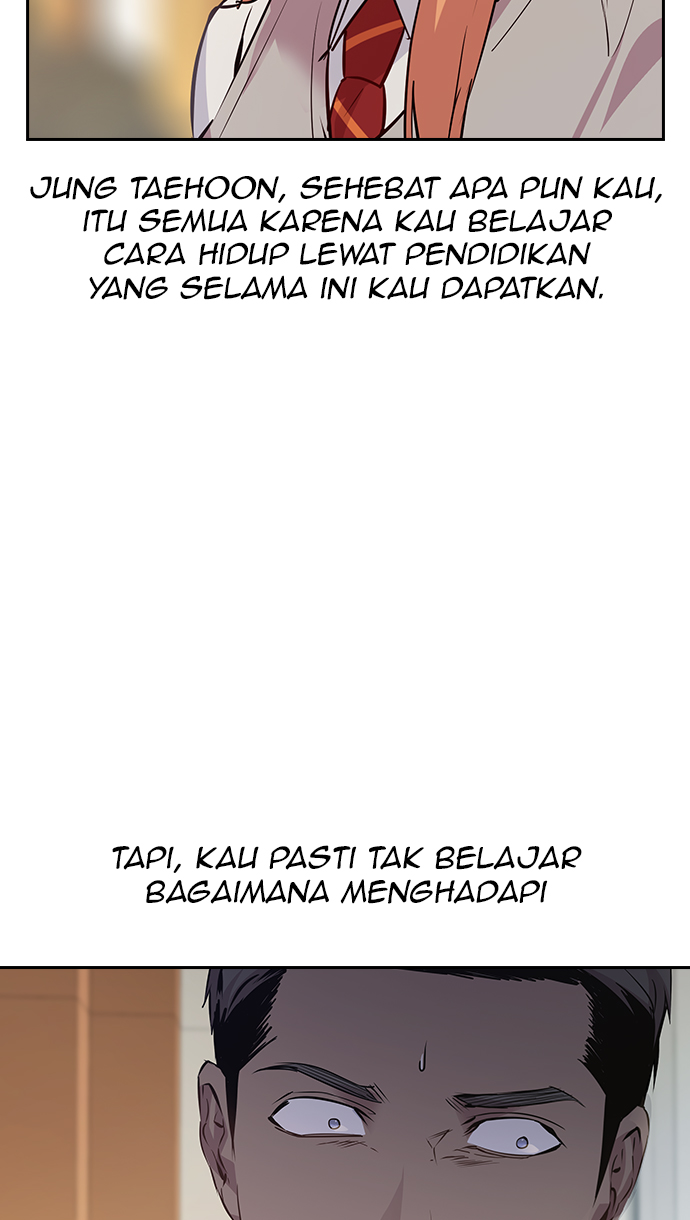 JUNG TAEHOON, SEHEBAT APA PUN KAU,
ITU SEMUA KARENA KAU BELAJAR
CARA HIDUP LEWAT PENDIDIKAN
YANG SELAMA INI KAU DAPATKAN.
TAPI, KAU PASTI TAK BELAJAR
BAGAIMANA MENGHADAPI